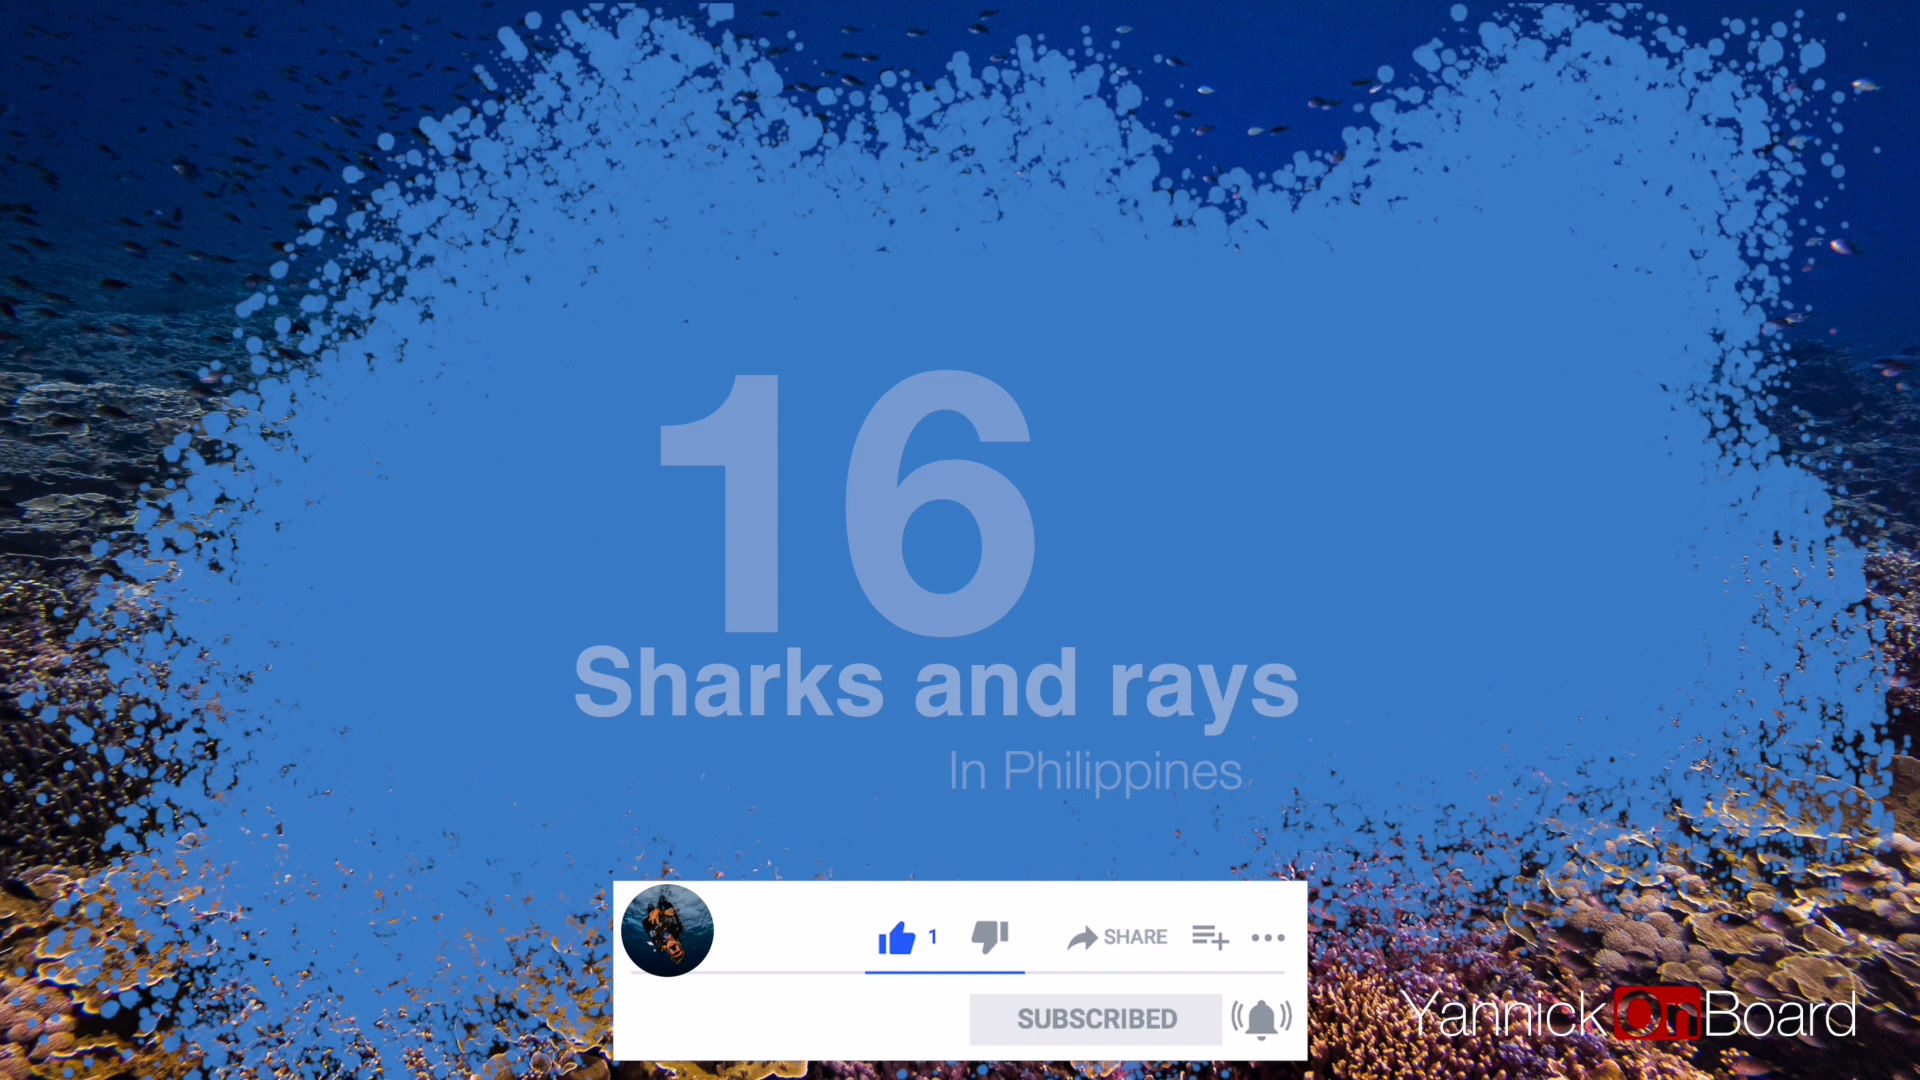 16
Sharks and rays
In Philippines
1
SHARE
SUBSCRIBED
YannickOnBoard